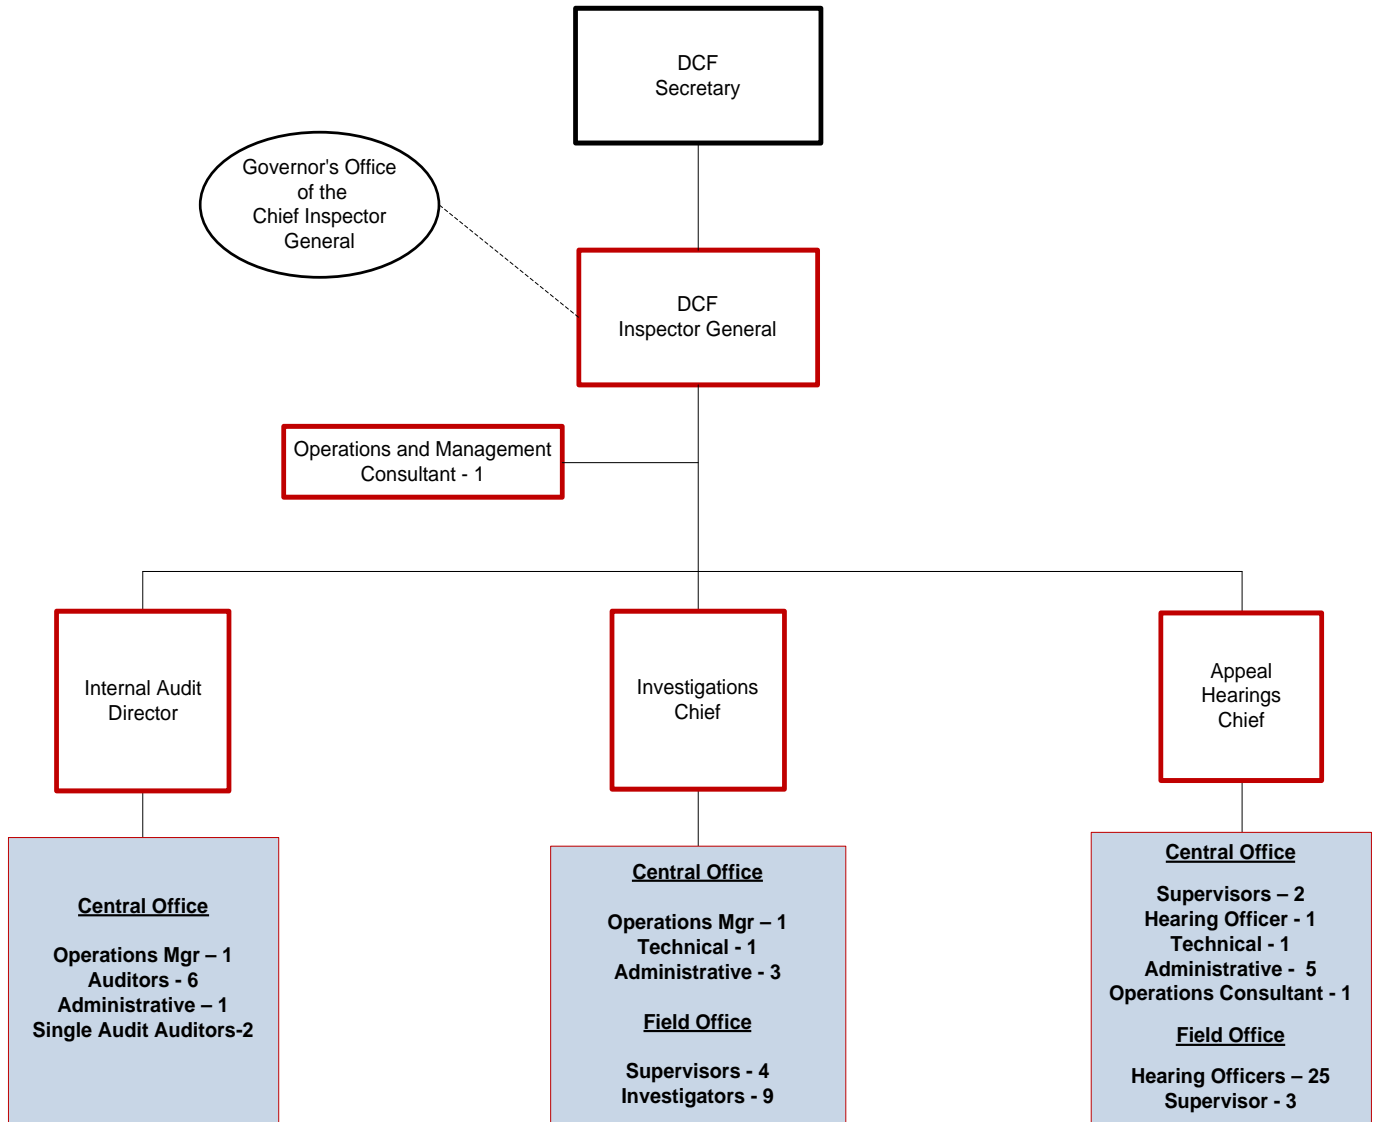 DCF
Secretary
Governor's Office
of the
Chief Inspector
General
DCF
Inspector General
Operations and Management
Consultant - 1
Internal Audit
Director
Investigations
Chief
Appeal
Hearings
Chief
Central Office
Operations Mgr – 1
Auditors - 6
Administrative – 1
Single Audit Auditors-2
Central Office
Operations Mgr – 1
Technical - 1
Administrative - 3
Field Office
Supervisors - 4
Investigators - 9
Central Office
Supervisors – 2
Hearing Officer - 1
Technical - 1
Administrative -  5
Operations Consultant - 1
Field Office
Hearing Officers – 25
Supervisor - 3